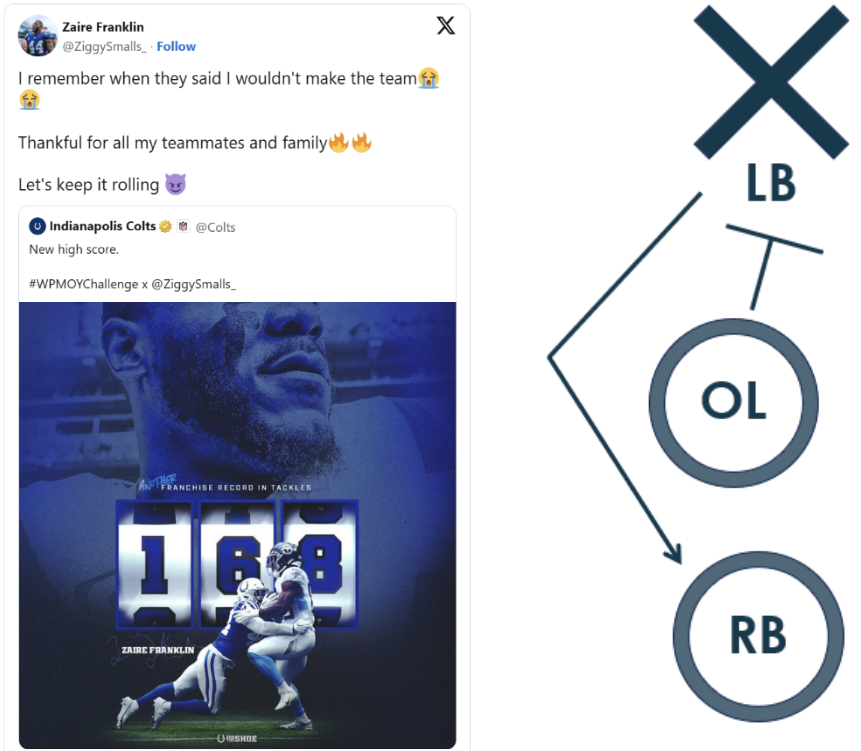 Zaire Franklin
@ZiggySmalls_ · Follow
I remember when they said I wouldn't make the team😭
😭
Thankful for all my teammates and family🔥🔥
Let's keep it rolling 😈
Indianapolis Colts @Colts
New high score.
#WPMOYChallenge x @ZiggySmalls_
ANOTHER
FRANCHISE RECORD IN TACKLES
168
ZAIRE FRANKLIN
SHOE
LB
OL
RB